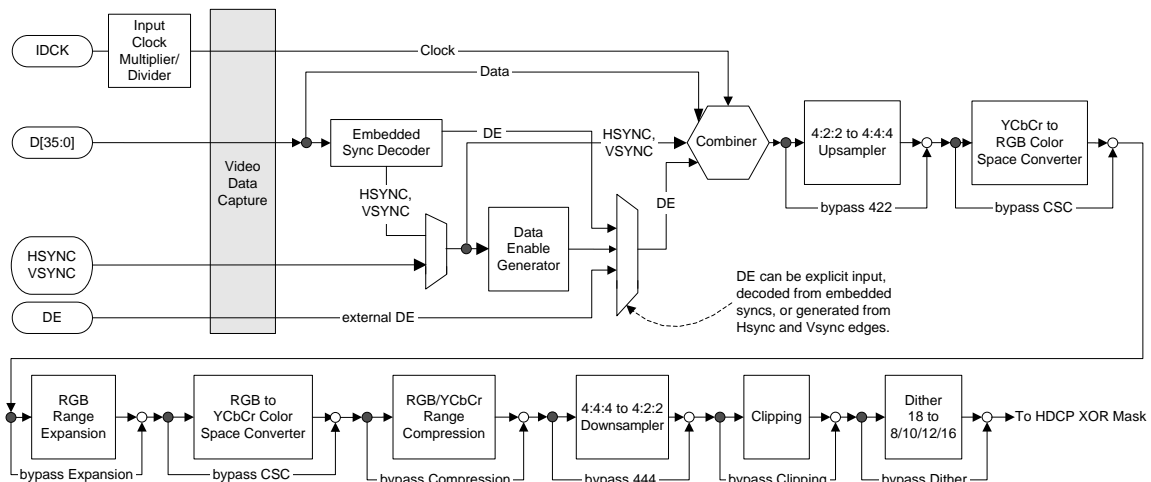 IDCK
Input
Clock
Multiplier/
Divider
Clock
Data
D[35:0]
Video
Data
Capture
Embedded
Sync Decoder
DE
HSYNC,
VSYNC
HSYNC,
VSYNC
Combiner
4:2:2 to 4:4:4
Upsampler
bypass 422
YCbCr to
RGB Color
Space Converter
bypass CSC
HSYNC
VSYNC
Data
Enable
Generator
DE
DE
external DE
DE can be explicit input,
decoded from embedded
syncs, or generated from
Hsync and Vsync edges.
RGB
Range
Expansion
bypass Expansion
RGB to
YCbCr Color
Space Converter
bypass CSC
RGB/YCbCr
Range
Compression
bypass Compression
4:4:4 to 4:2:2
Downsampler
bypass 444
Clipping
bypass Clipping
Dither
18 to
8/10/12/16
bypass Dither
To HDCP XOR Mask